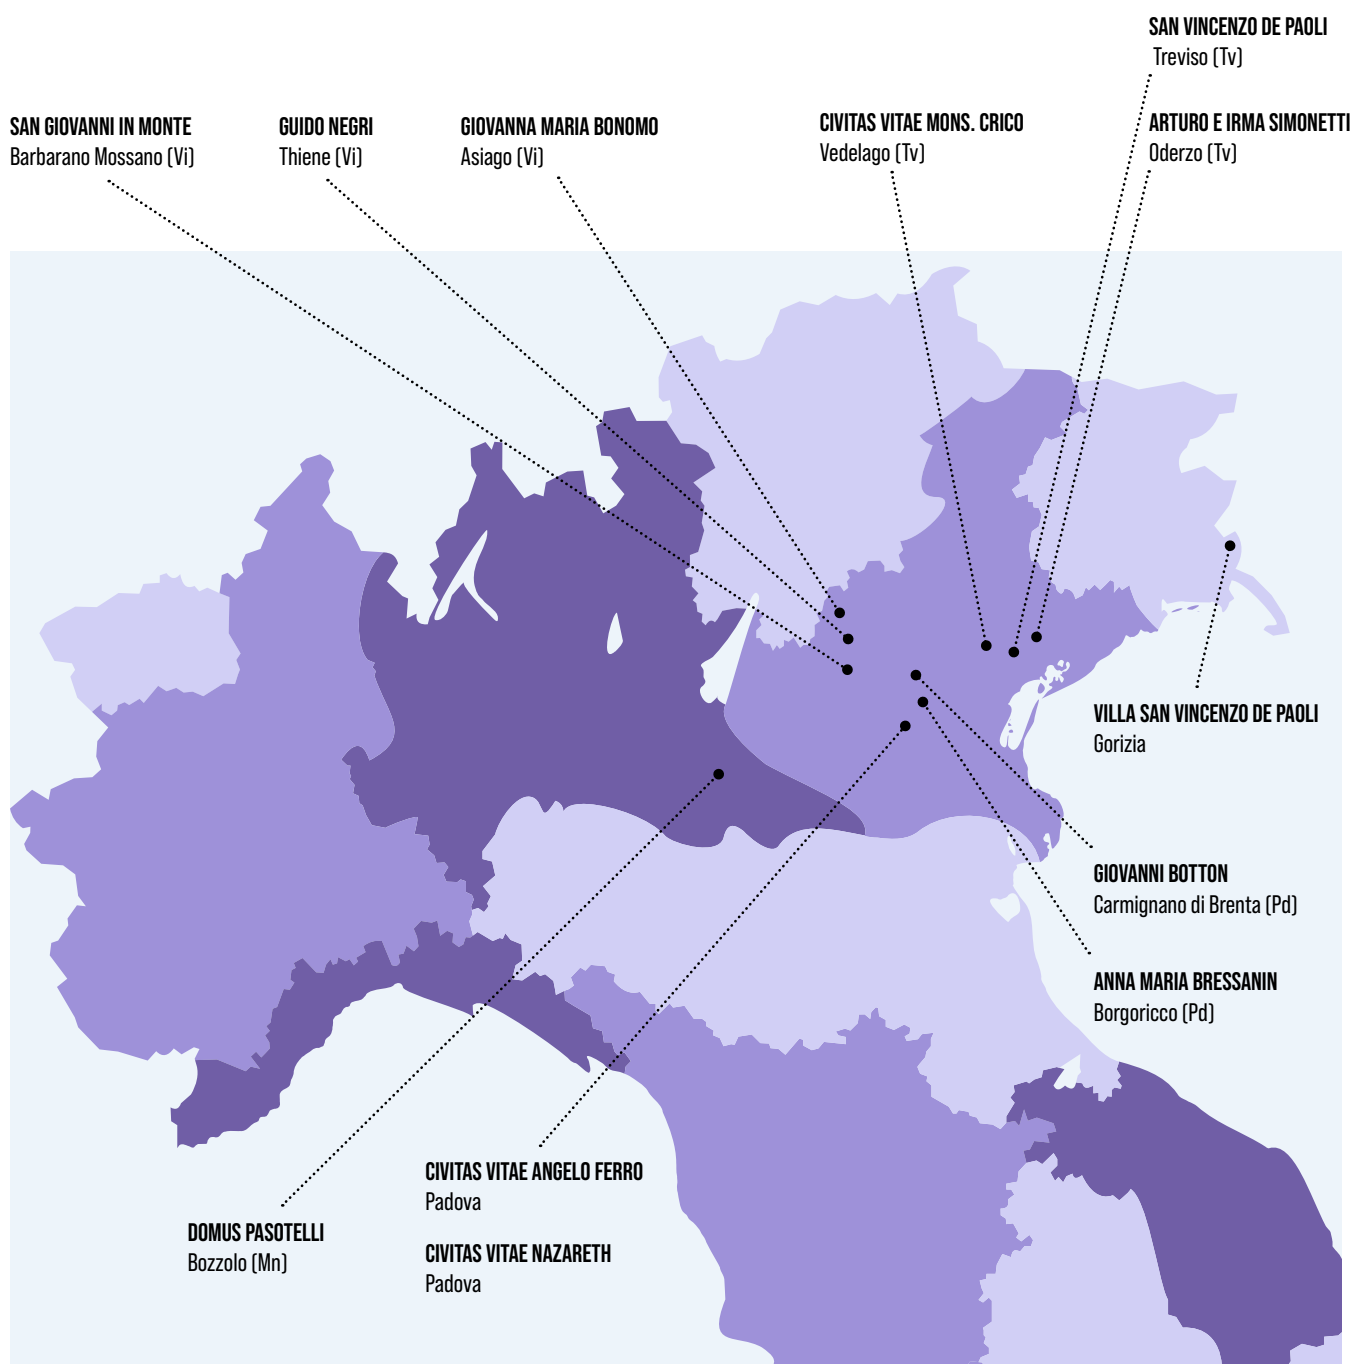 SAN VINCENZO DE PAOLI
Treviso (Tv)
SAN GIOVANNI IN MONTE
Barbarano Mossano (Vi)
GUIDO NEGRI
Thiene (Vi)
GIOVANNA MARIA BONOMO
Asiago (Vi)
CIVITAS VITAE MONS. CRICO
Vedelago (Tv)
ARTURO E IRMA SIMONETTI
Oderzo (Tv)
VILLA SAN VINCENZO DE PAOLI
Gorizia
GIOVANNI BOTTON
Carmignano di Brenta (Pd)
ANNA MARIA BRESSANIN
Borgoricco (Pd)
CIVITAS VITAE ANGELO FERRO
Padova
DOMUS PASOTELLI
Bozzolo (Mn)
CIVITAS VITAE NAZARETH
Padova